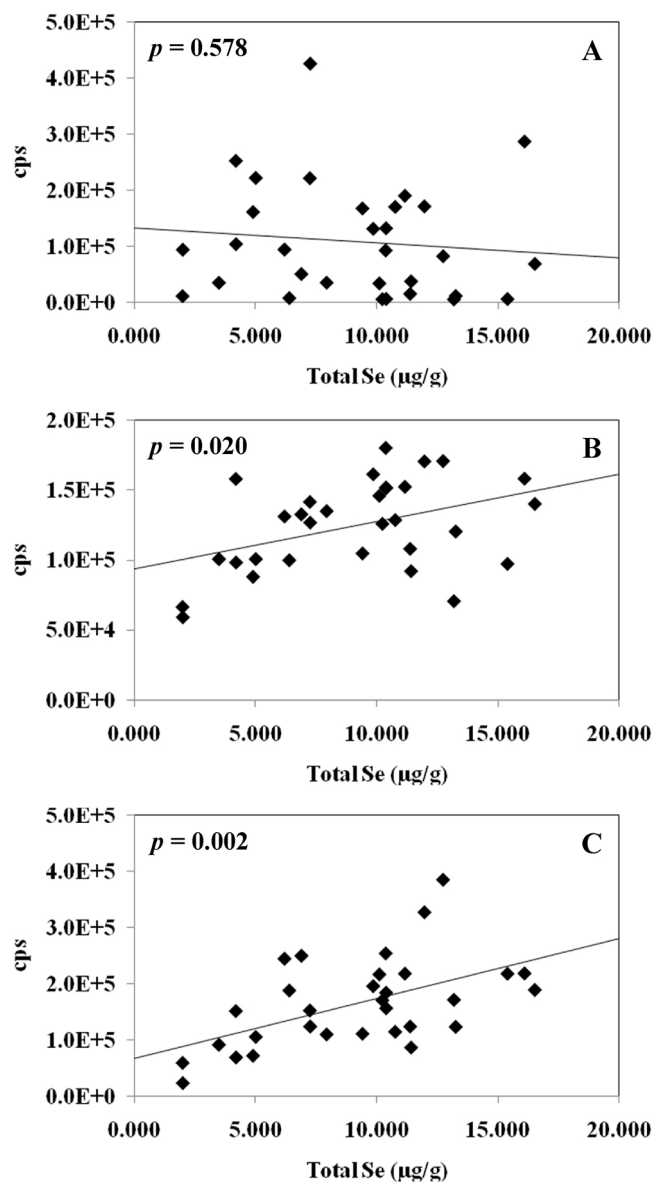 p = 0.578
A
5.0E+5
4.0E+5
3.0E+5
2.0E+5
1.0E+5
0.0E+0
cps
0.000 5.000 10.000 15.000 20.000
Total Se (µg/g)
p = 0.020
B
2.0E+5
1.5E+5
1.0E+5
5.0E+4
0.0E+0
cps
0.000 5.000 10.000 15.000 20.000
Total Se (µg/g)
p = 0.002
C
5.0E+5
4.0E+5
3.0E+5
2.0E+5
1.0E+5
0.0E+0
cps
0.000 5.000 10.000 15.000 20.000
Total Se (µg/g)